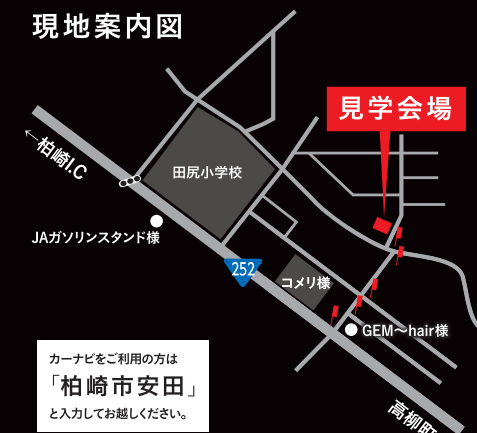 現地案内図
見学会場
←柏崎I.C
田尻小学校
JAガソリンスタンド様
252
コメリ様
GEM〜hair様
カーナビをご利用の方は
「柏崎市安田」
と入力してお越しください。
高柳町